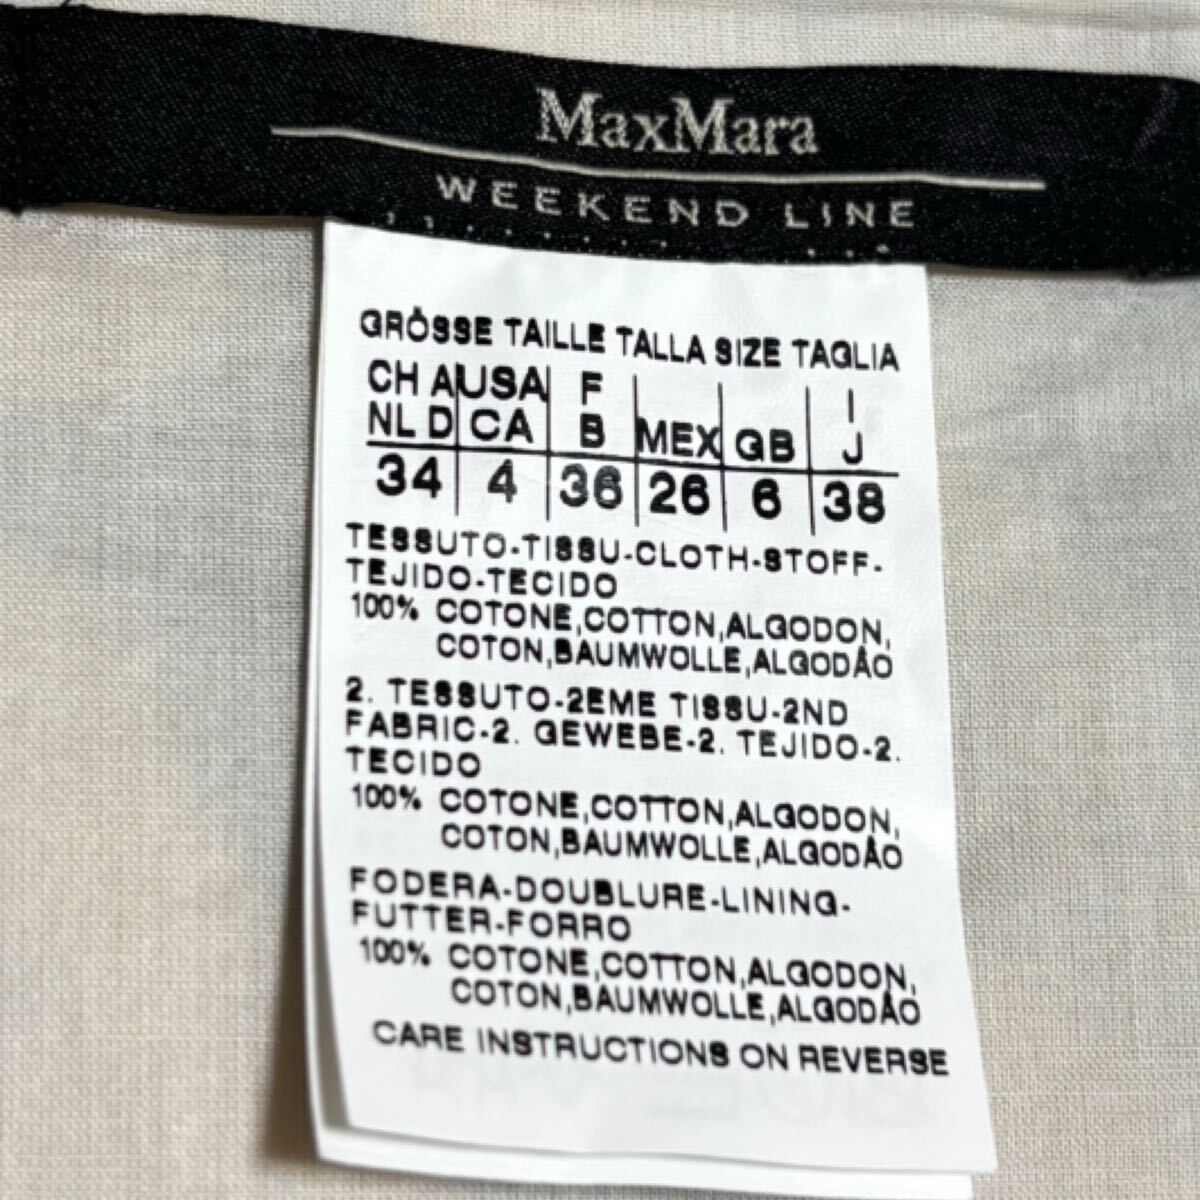 MaxMara
WEEKEND LINE
GRÖSSE TAILLE TALLA SIZE TAGLIA
CH A USA F I
NL D CA B MEX GB J
34 4 36 26 6 38
TESSUTO-TISSU-CLOTH-STOFF-
TEJIDO-TECIDO
100% COTONE,COTTON,ALGODON,
COTON,BAUMWOLLE,ALGODÃO
2. TESSUTO-2EME TISSU-2ND
FABRIC-2. GEWEBE-2. TEJIDO-2.
TECIDO
100% COTONE,COTTON,ALGODON,
COTON,BAUMWOLLE,ALGODÃO
FODERA-DOUBLURE-LINING-
FUTTER-FORRO
100% COTONE,COTTON,ALGODON,
COTON,BAUMWOLLE,ALGODÃO
CARE INSTRUCTIONS ON REVERSE